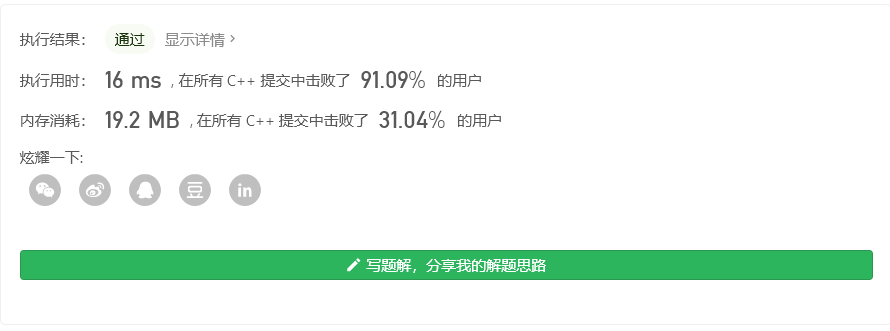 执行结果： 通过 显示详情 ›
执行用时： 16 ms , 在所有 C++ 提交中击败了 91.09% 的用户
内存消耗： 19.2 MB , 在所有 C++ 提交中击败了 31.04% 的用户
炫耀一下:
豆 in
写题解，分享我的解题思路